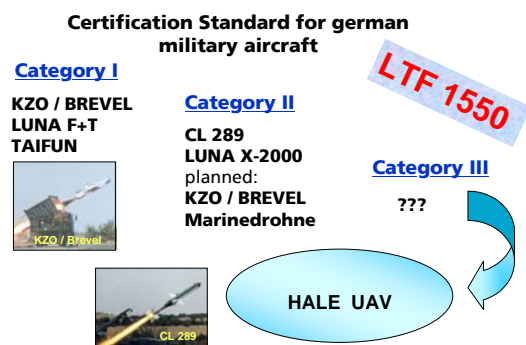 Certification Standard for german
military aircraft
LTF 1550
Category I
KZO / BREVEL
LUNA F+T
TAIFUN
KZO / Brevel
Category II
CL 289
LUNA X-2000
planned:
KZO / BREVEL
Marinedrohne
Category III
???
CL 289
HALE UAV